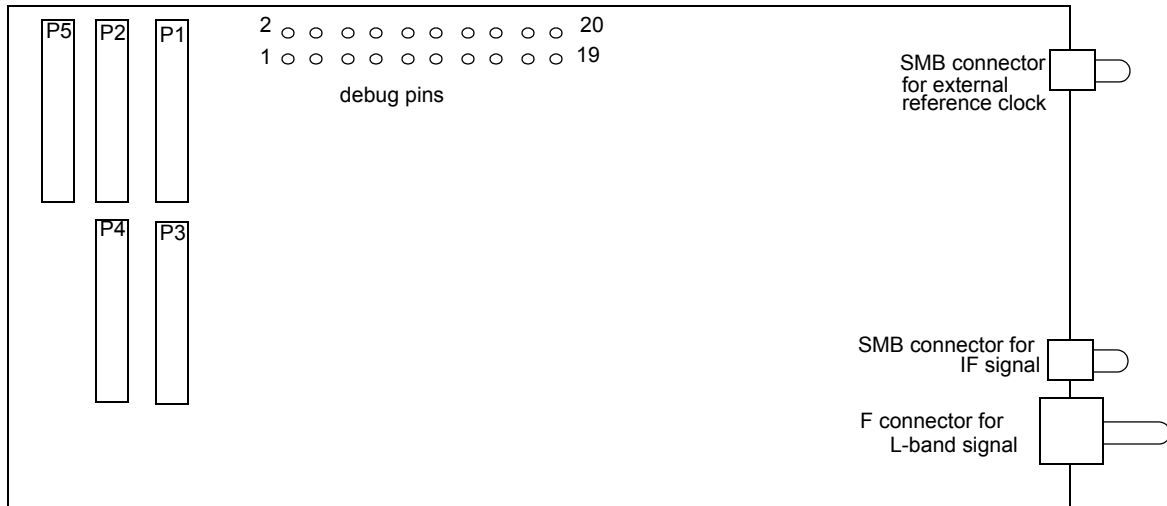 P5 P2 P1
2 20
1 19
debug pins
SMB connector
for external
reference clock
P4 P3
SMB connector for
IF signal
F connector for
L-band signal